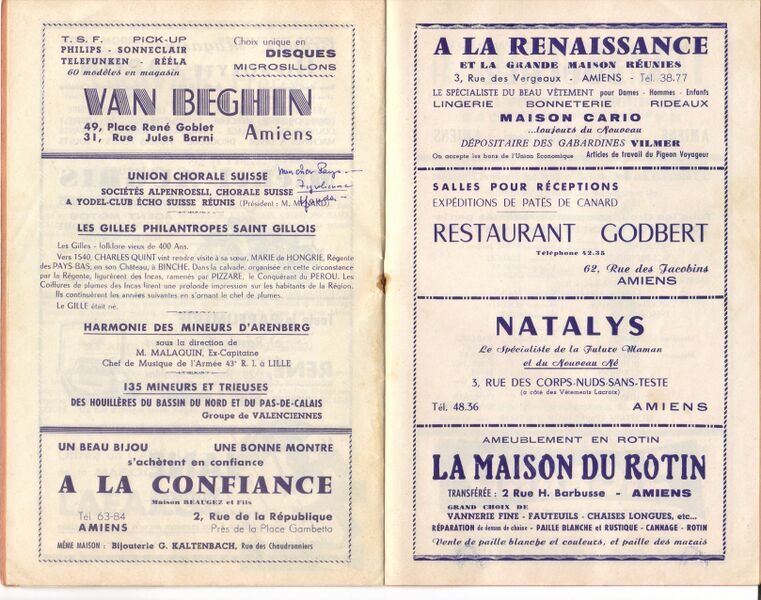 T. S. F. PICK-UP
PHILIPS - SONNECLAIR
TELEFUNKEN - RÉÉLA
60 modèles en magasin
Choix unique en
DISQUES
MICROSILLONS
VAN BEGHIN
49, Place René Goblet
31, Rue Jules Barni
Amiens
UNION CHORALE SUISSE
SOCIÉTÉS ALPENROESLI, CHORALE SUISSE
& YODEL-CLUB ÉCHO SUISSE RÉUNIS (Président : M.
LES GILLES PHILANTROPES SAINT GILLOIS
Les Gilles - folklore vieux de 400 Ans.
Vers 1540, CHARLES QUINT vint rendre visite à sa sœur, MARIE de HONGRIE, Régente
des PAYS-BAS, en son Château, à BINCHE. Dans la calvade, organisée en cette circonstance
par la Régente, figurèrent des Incas, ramenés par PIZZARE, le Conquérant du PEROU. Les
Coiffures de plumes des Incas firent une profonde impression sur les habitants de la Région.
Ils continuèrent les années suivantes en s'ornant le chef de plumes.
Le GILLE était né.
HARMONIE DES MINEURS D'ARENBERG
sous la direction de
M. MALAQUIN, Ex-Capitaine
Chef de Musique de l'Armée 43e R. I. à LILLE
135 MINEURS ET TRIEUSES
DES HOUILLÈRES DU BASSIN DU NORD ET DU PAS-DE-CALAIS
Groupe de VALENCIENNES
UN BEAU BIJOU UNE BONNE MONTRE
s'achètent en confiance
A LA CONFIANCE
Maison BEAUGEZ et Fils
Tél 63-84
AMIENS
2, Rue de la République
Près de la Place Gambetta
MÊME MAISON : Bijouterie G. KALTENBACH, Rue des Chaudronniers
A LA RENAISSANCE
ET LA GRANDE MAISON RÉUNIES
3, Rue des Vergeaux - AMIENS - Tél. 38-77
LE SPÉCIALISTE DU BEAU VÊTEMENT pour Dames - Hommes - Enfants
LINGERIE BONNETERIE RIDEAUX
MAISON CARIO
...toujours du Nouveau
DÉPOSITAIRE DES GABARDINES VILMER
On accepte les bons de l'Union Economique Articles de travail du Pigeon Voyageur
SALLES POUR RÉCEPTIONS
EXPÉDITIONS DE PATÉS DE CANARD
RESTAURANT GODBERT
Téléphone 42.35
62, Rue des Jacobins
AMIENS
NATALYS
Le Spécialiste de la Future Maman
et du Nouveau Né
3, RUE DES CORPS-NUDS-SANS-TESTE
(à côté des Vêtements Lacroix)
Tél. 48.36 AMIENS
AMEUBLEMENT EN ROTIN
LA MAISON DU ROTIN
TRANSFÉRÉE : 2 Rue H. Barbusse - AMIENS
GRAND CHOIX DE
VANNERIE FINE - FAUTEUILS - CHAISES LONGUES, etc...
RÉPARATION de dessus de chaise - PAILLE BLANCHE et RUSTIQUE - CANNAGE - ROTIN
Vente de paille blanche et couleurs, et paille des marais